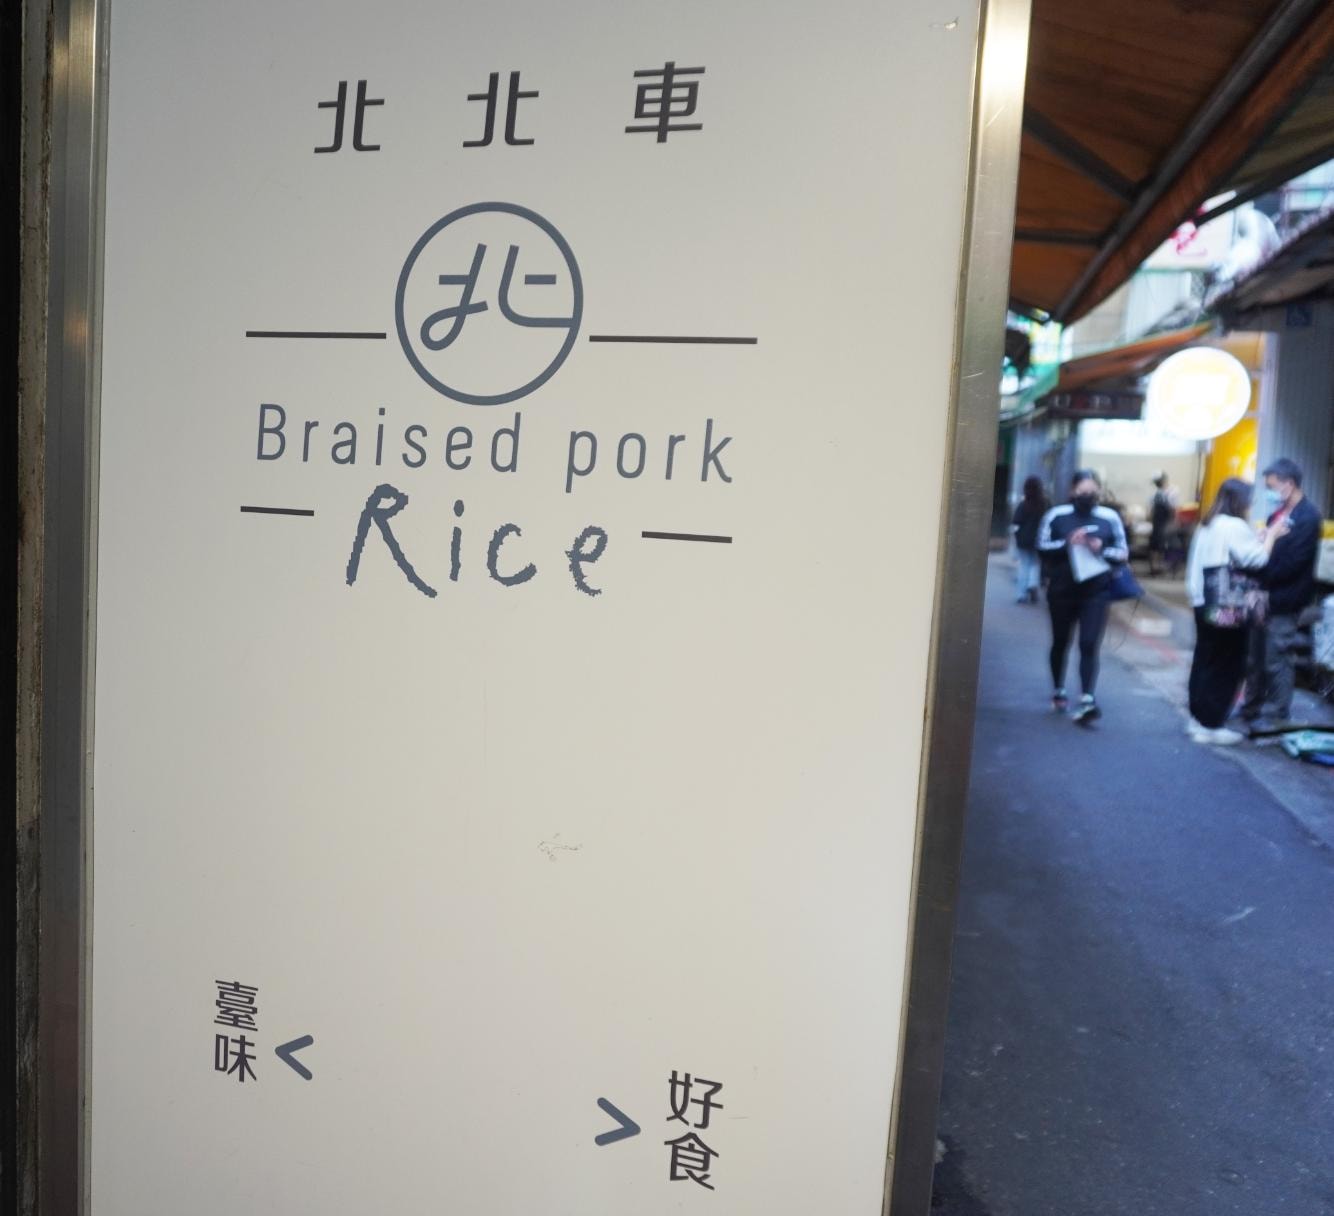 北北車
北
Braised pork
Rice
臺味 <
> 好食